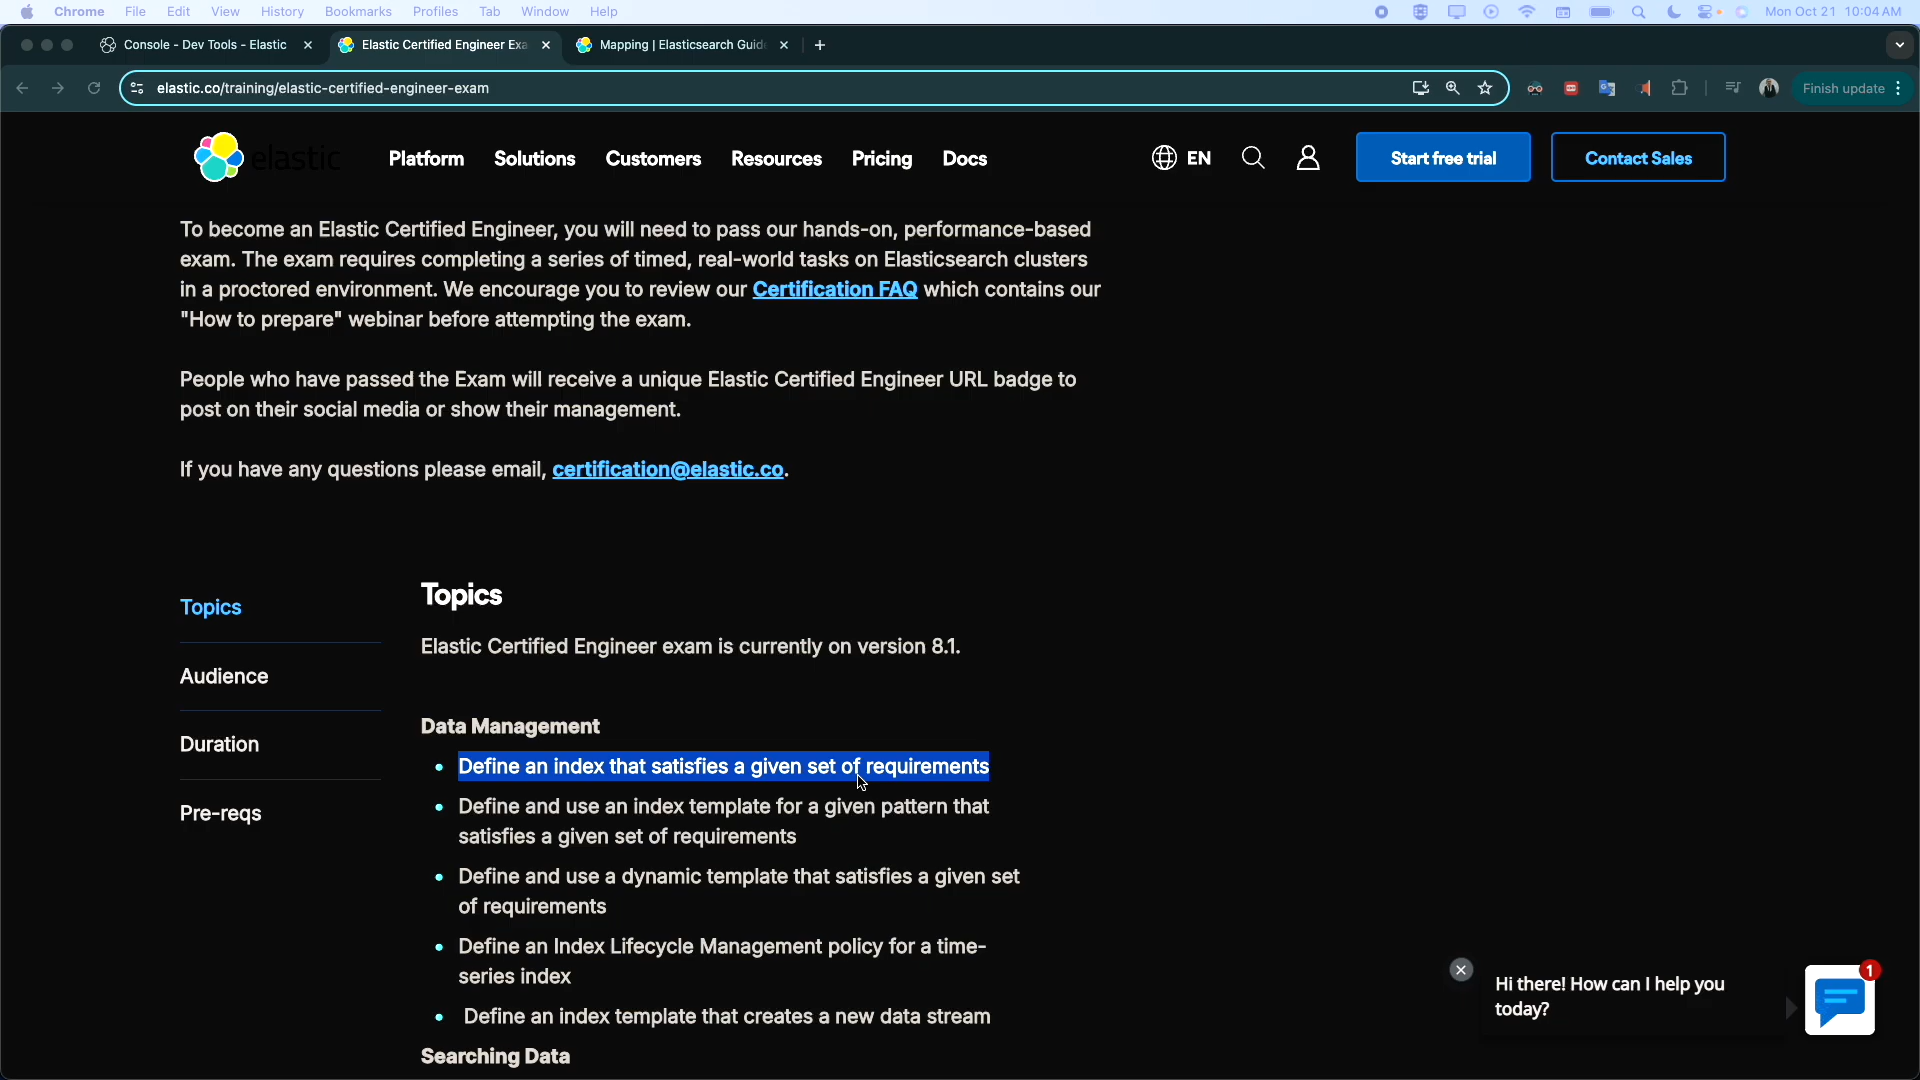 Chrome File Edit View History Bookmarks Profiles Tab Window Help Mon Oct 21 10:04 AM
Console - Dev Tools - Elastic Elastic Certified Engineer Exa Mapping | Elasticsearch Guid
elastic.co/training/elastic-certified-engineer-exam Finish update
elastic Platform Solutions Customers Resources Pricing Docs EN Start free trial Contact Sales
To become an Elastic Certified Engineer, you will need to pass our hands-on, performance-based
exam. The exam requires completing a series of timed, real-world tasks on Elasticsearch clusters
in a proctored environment. We encourage you to review our Certification FAQ which contains our
"How to prepare" webinar before attempting the exam.
People who have passed the Exam will receive a unique Elastic Certified Engineer URL badge to
post on their social media or show their management.
If you have any questions please email, certification@elastic.co.
Topics
Audience
Duration
Pre-reqs
Topics
Elastic Certified Engineer exam is currently on version 8.1.
Data Management
• Define an index that satisfies a given set of requirements
• Define and use an index template for a given pattern that
satisfies a given set of requirements
• Define and use a dynamic template that satisfies a given set
of requirements
• Define an Index Lifecycle Management policy for a time-
series index
• Define an index template that creates a new data stream
Searching Data
Hi there! How can I help you
today?
1